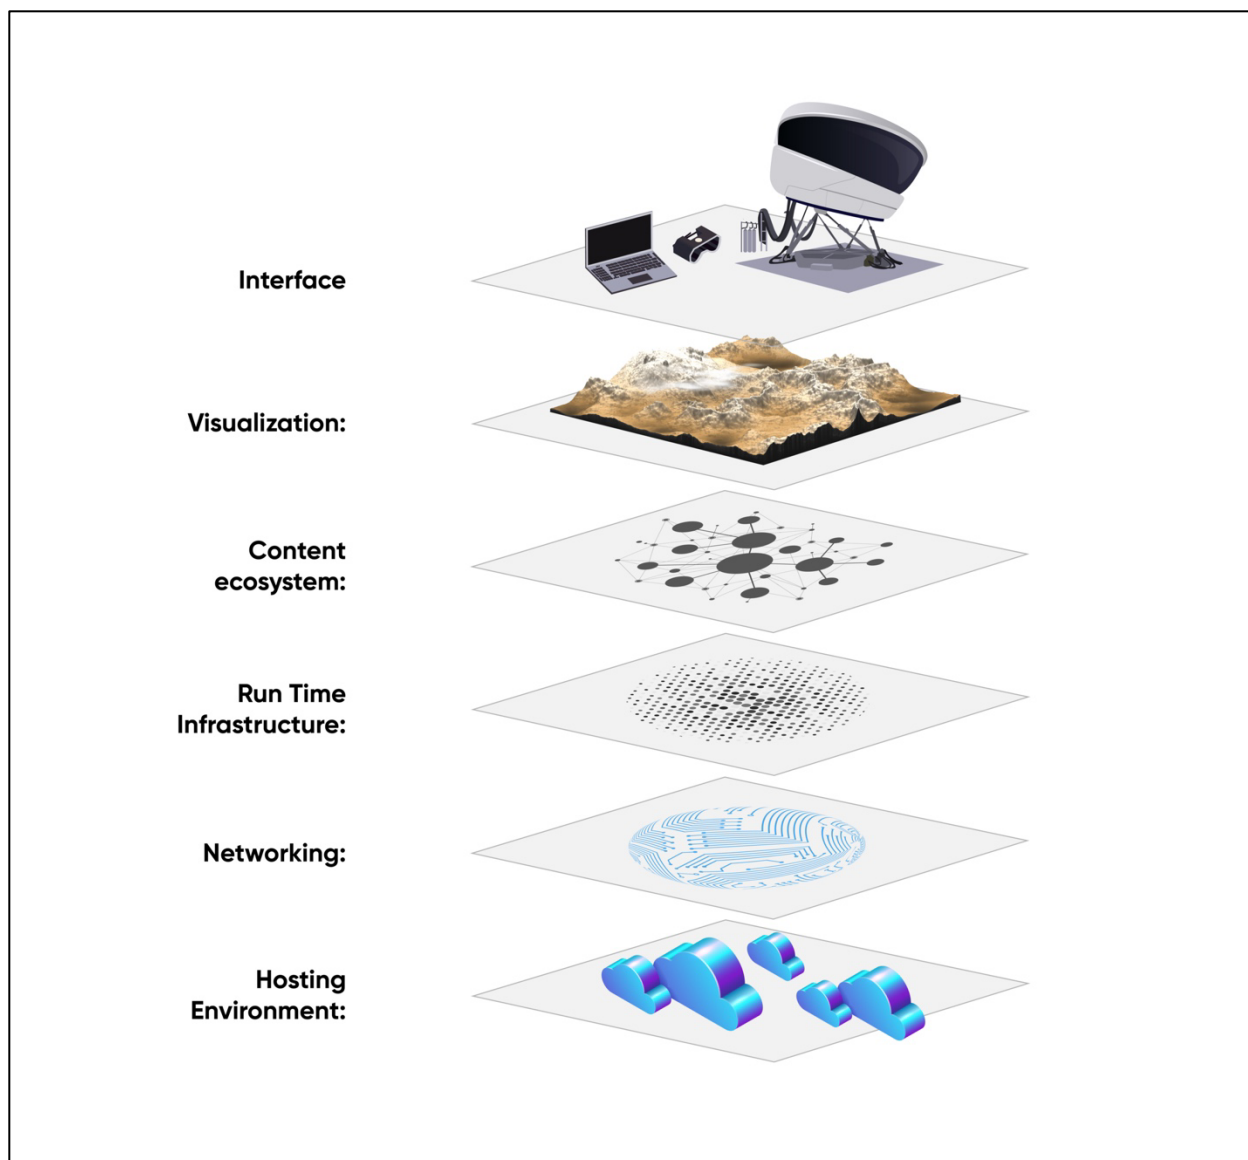 Interface
Visualization:
Content
ecosystem:
Run Time
Infrastructure:
Networking:
Hosting
Environment: